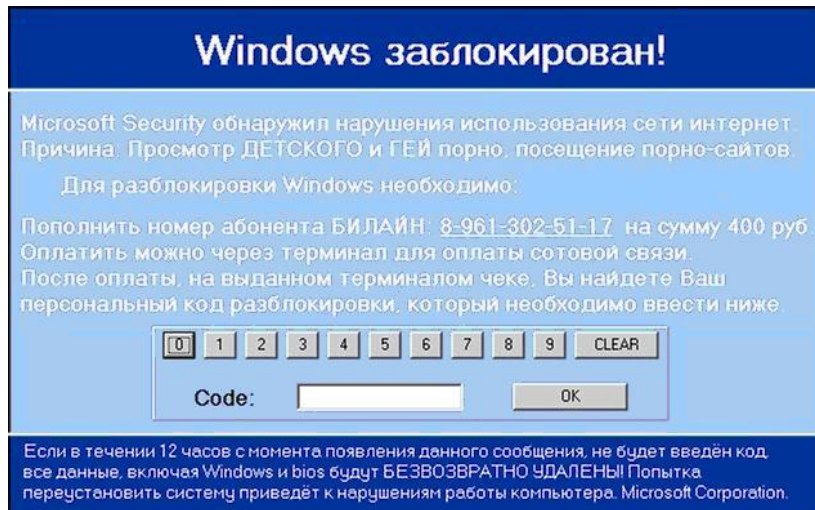 Windows заблокирован!
Microsoft Security обнаружил нарушения использования сети интернет.
Причина: Просмотр ДЕТСКОГО и ГЕЙ порно, посещение порно-сайтов.
Для разблокировки Windows необходимо:
Пополнить номер абонента БИЛАЙН: 8-961-302-51-17 на сумму 400 руб.
Оплатить можно через терминал для оплаты сотовой связи.
После оплаты, на выданном терминалом чеке, Вы найдете Ваш
персональный код разблокировки, который необходимо ввести ниже.
0 1 2 3 4 5 6 7 8 9 CLEAR
Code: OK
Если в течении 12 часов с момента появления данного сообщения, не будет введён код,
все данные, включая Windows и bios будут БЕЗВОЗВРАТНО УДАЛЕНЫ! Попытка
переустановить систему приведёт к нарушениям работы компьютера. Microsoft Corporation.